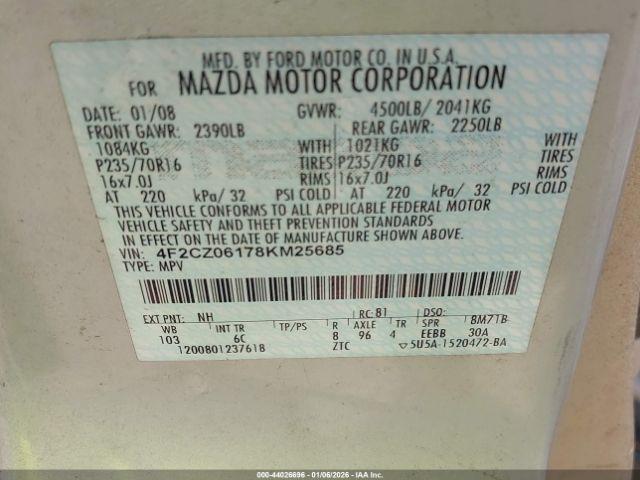 MFD. BY FORD MOTOR CO. IN U.S.A.
FOR MAZDA MOTOR CORPORATION
DATE: 01/08 GVWR: 4500LB/ 2041KG
FRONT GAWR: 2390LB REAR GAWR: 2250LB
1084KG WITH 1021KG WITH
P235/70R16 TIRES P235/70R16 TIRES
16x7.0J RIMS 16x7.0J RIMS
AT 220 kPa/ 32 PSI COLD AT 220 kPa/ 32 PSI COLD
THIS VEHICLE CONFORMS TO ALL APPLICABLE FEDERAL MOTOR
VEHICLE SAFETY AND THEFT PREVENTION STANDARDS
IN EFFECT ON THE DATE OF MANUFACTURE SHOWN ABOVE.
VIN: 4F2CZ06178KM25685
TYPE: MPV
EXT PNT: NH RC: 81 DSO: 8M71B
WB INT TR TP/PS R AXLE TR SPR
103 6C 8 96 4 EEBB 30A
1200801237618 ZTC 5U5A-1520472-BA
000-44026696 - 01/06/2026 - IAA, Inc.